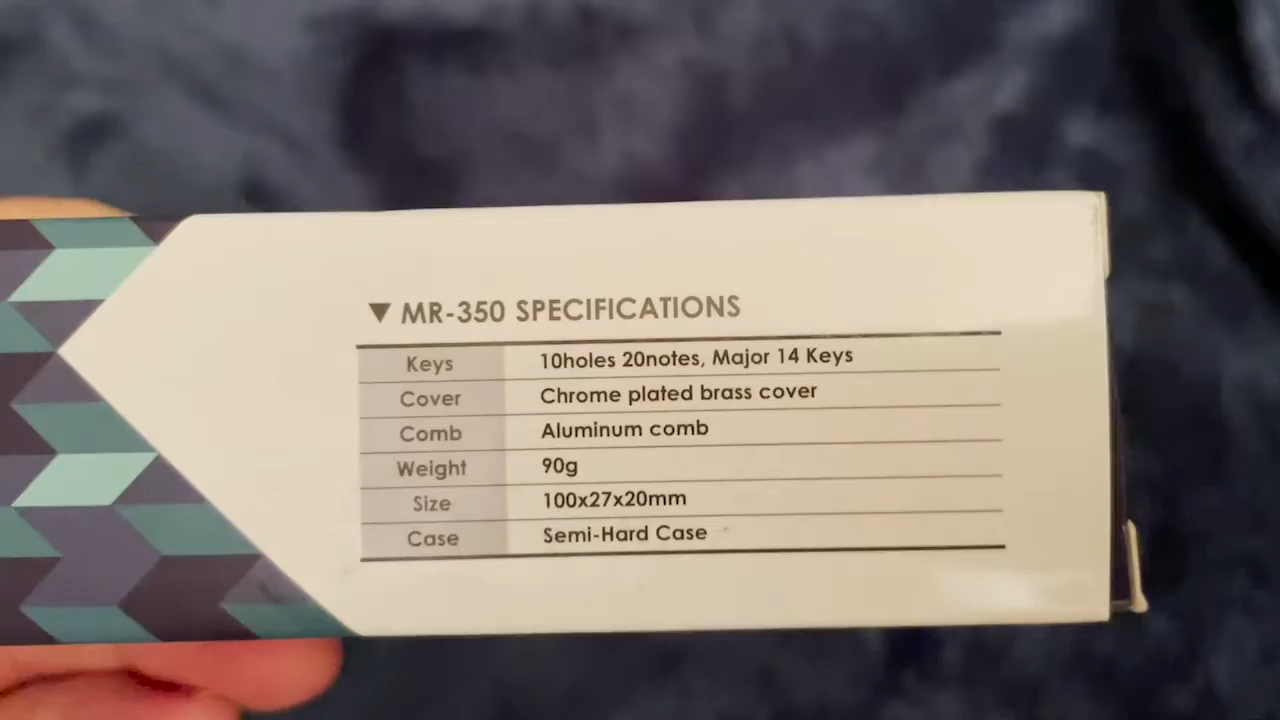 ▼ MR-350 SPECIFICATIONS
Keys 10holes 20notes, Major 14 Keys
Cover Chrome plated brass cover
Comb Aluminum comb
Weight 90g
Size 100x27x20mm
Case Semi-Hard Case